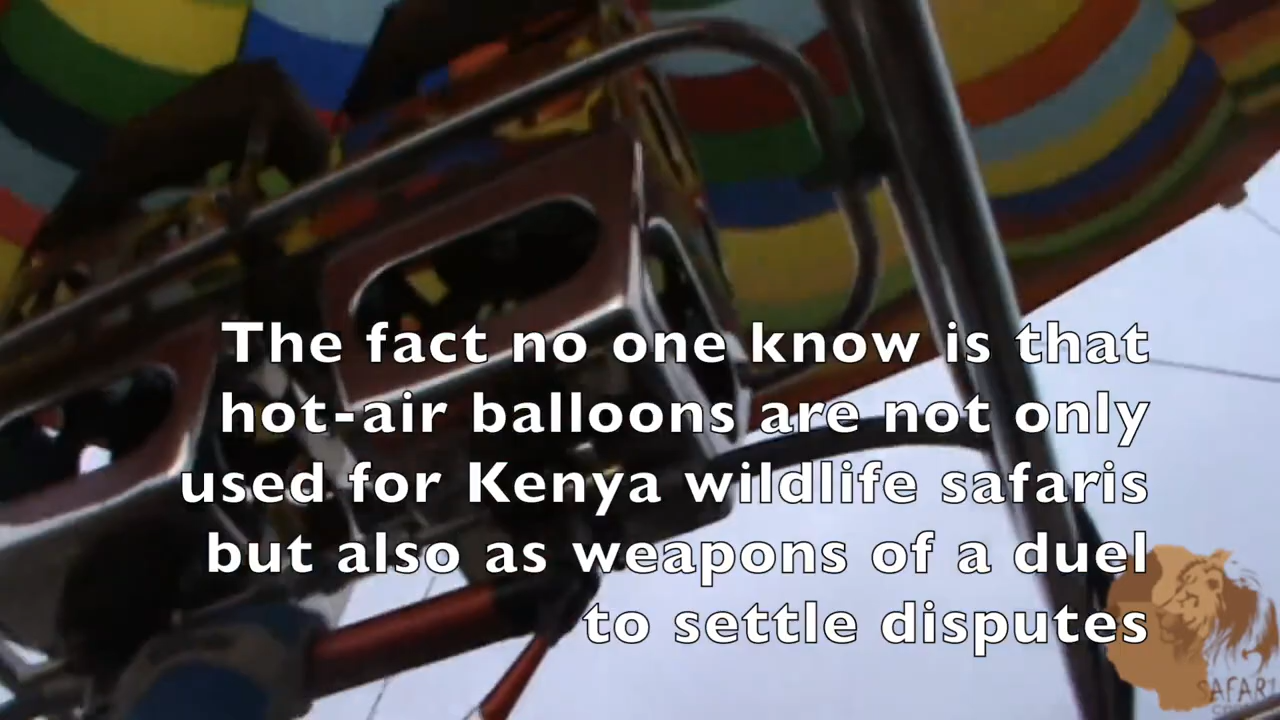 The fact no one know is that
hot-air balloons are not only
used for Kenya wildlife safaris
but also as weapons of a duel
to settle disputes
SAFARI